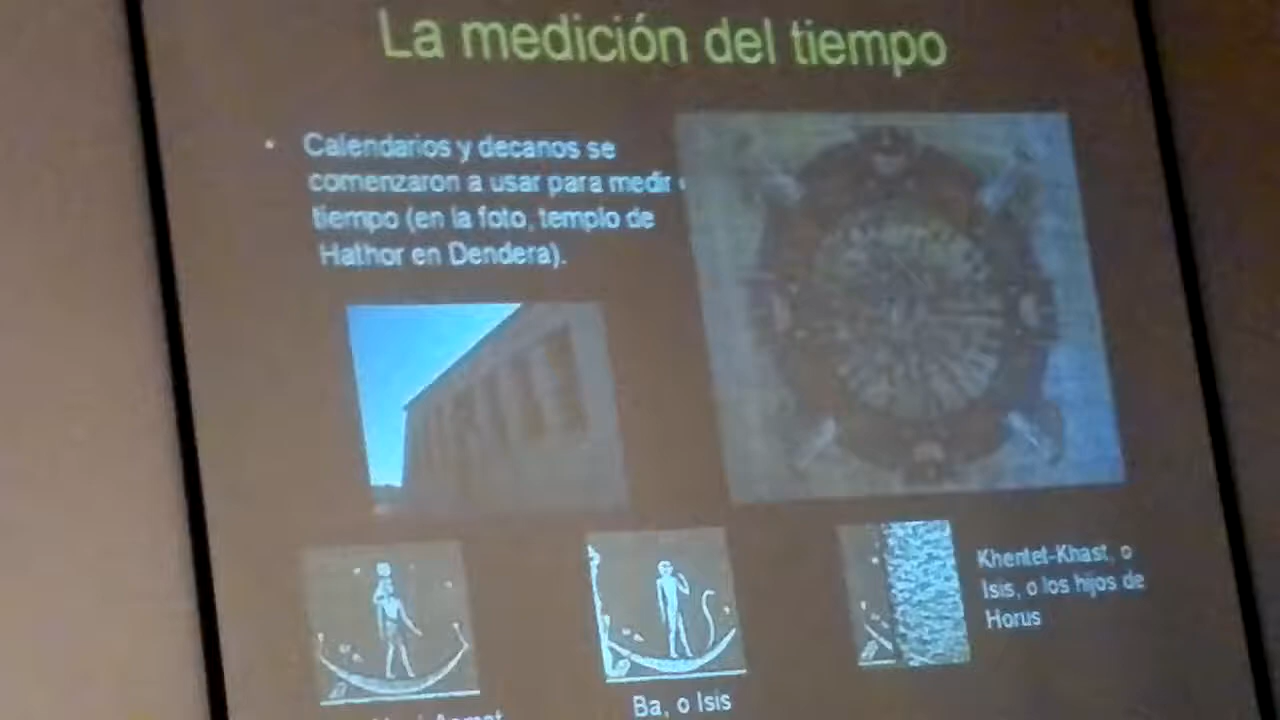 La medición del tiempo
• Calendarios y decanos se
comenzaron a usar para medir
tiempo (en la foto, templo de
Hathor en Dendera).
Khentet-Khast, o
Isis, o los hijos de
Horus
Ba, o Isis